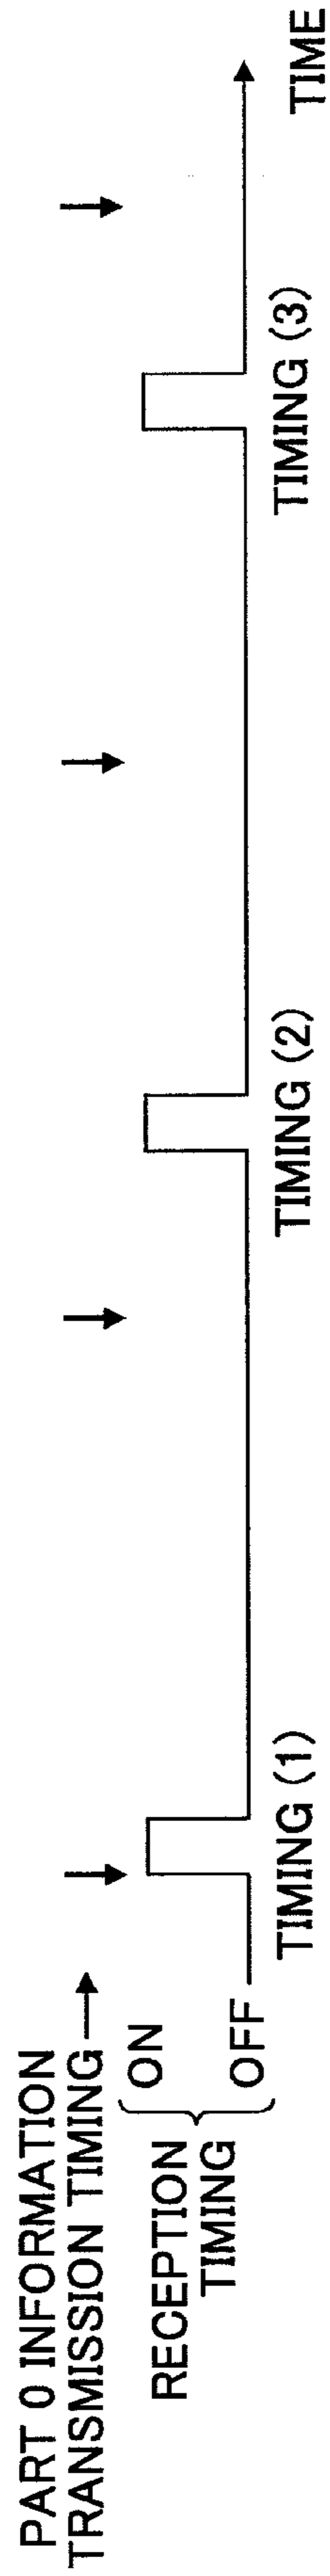 PART 0 INFORMATION
TRANSMISSION TIMING
RECEPTION
TIMING
ON
OFF
TIMING (1)
TIMING (2)
TIMING (3)
TIME